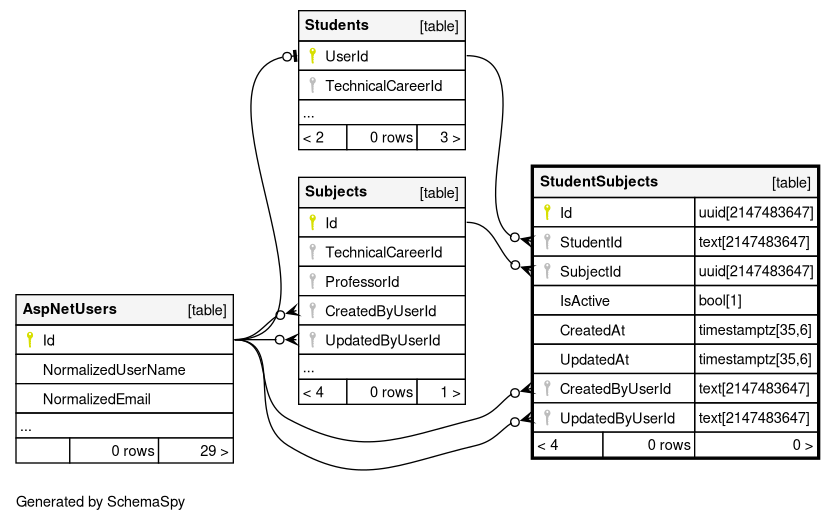 Students [table]
UserId
TechnicalCareerId
...
< 2 0 rows 3 >
Subjects [table]
Id
TechnicalCareerId
ProfessorId
CreatedByUserId
UpdatedByUserId
...
< 4 0 rows 1 >
StudentSubjects [table]
Id uuid[2147483647]
StudentId text[2147483647]
SubjectId uuid[2147483647]
IsActive bool[1]
CreatedAt timestamptz[35,6]
UpdatedAt timestamptz[35,6]
CreatedByUserId text[2147483647]
UpdatedByUserId text[2147483647]
< 4 0 rows 0 >
AspNetUsers [table]
Id
NormalizedUserName
NormalizedEmail
...
0 rows 29 >
Generated by SchemaSpy